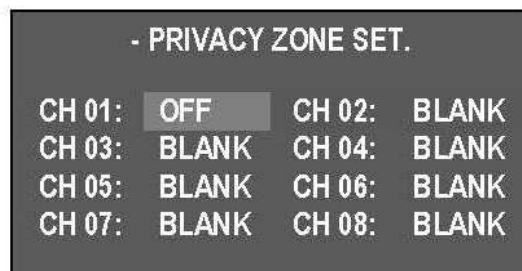 - PRIVACY ZONE SET.
CH 01: OFF CH 02: BLANK
CH 03: BLANK CH 04: BLANK
CH 05: BLANK CH 06: BLANK
CH 07: BLANK CH 08: BLANK